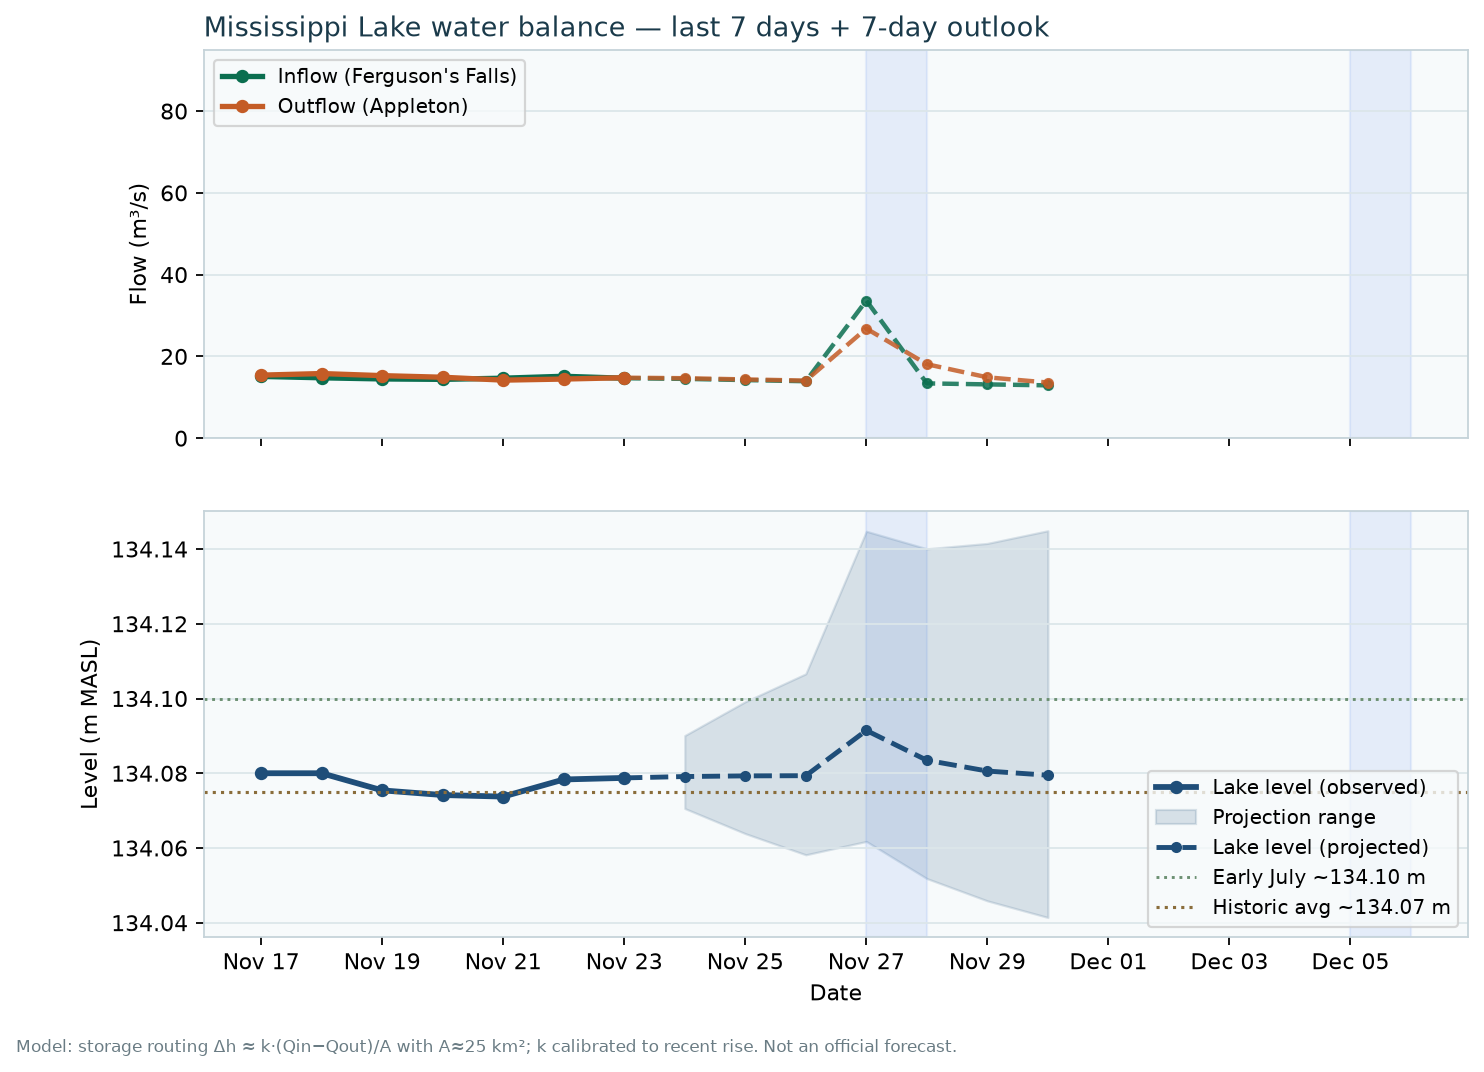 Mississippi Lake water balance — last 7 days + 7-day outlook
Inflow (Ferguson's Falls)
Outflow (Appleton)
Flow (m³/s)
80
60
40
20
0
Level (m MASL)
134.14
134.12
134.10
134.08
134.06
134.04
Lake level (observed)
Projection range
Lake level (projected)
Early July ~134.10 m
Historic avg ~134.07 m
Nov 17 Nov 19 Nov 21 Nov 23 Nov 25 Nov 27 Nov 29 Dec 01 Dec 03 Dec 05
Date
Model: storage routing Δh ≈ k·(Qin−Qout)/A with A≈25 km²; k calibrated to recent rise. Not an official forecast.